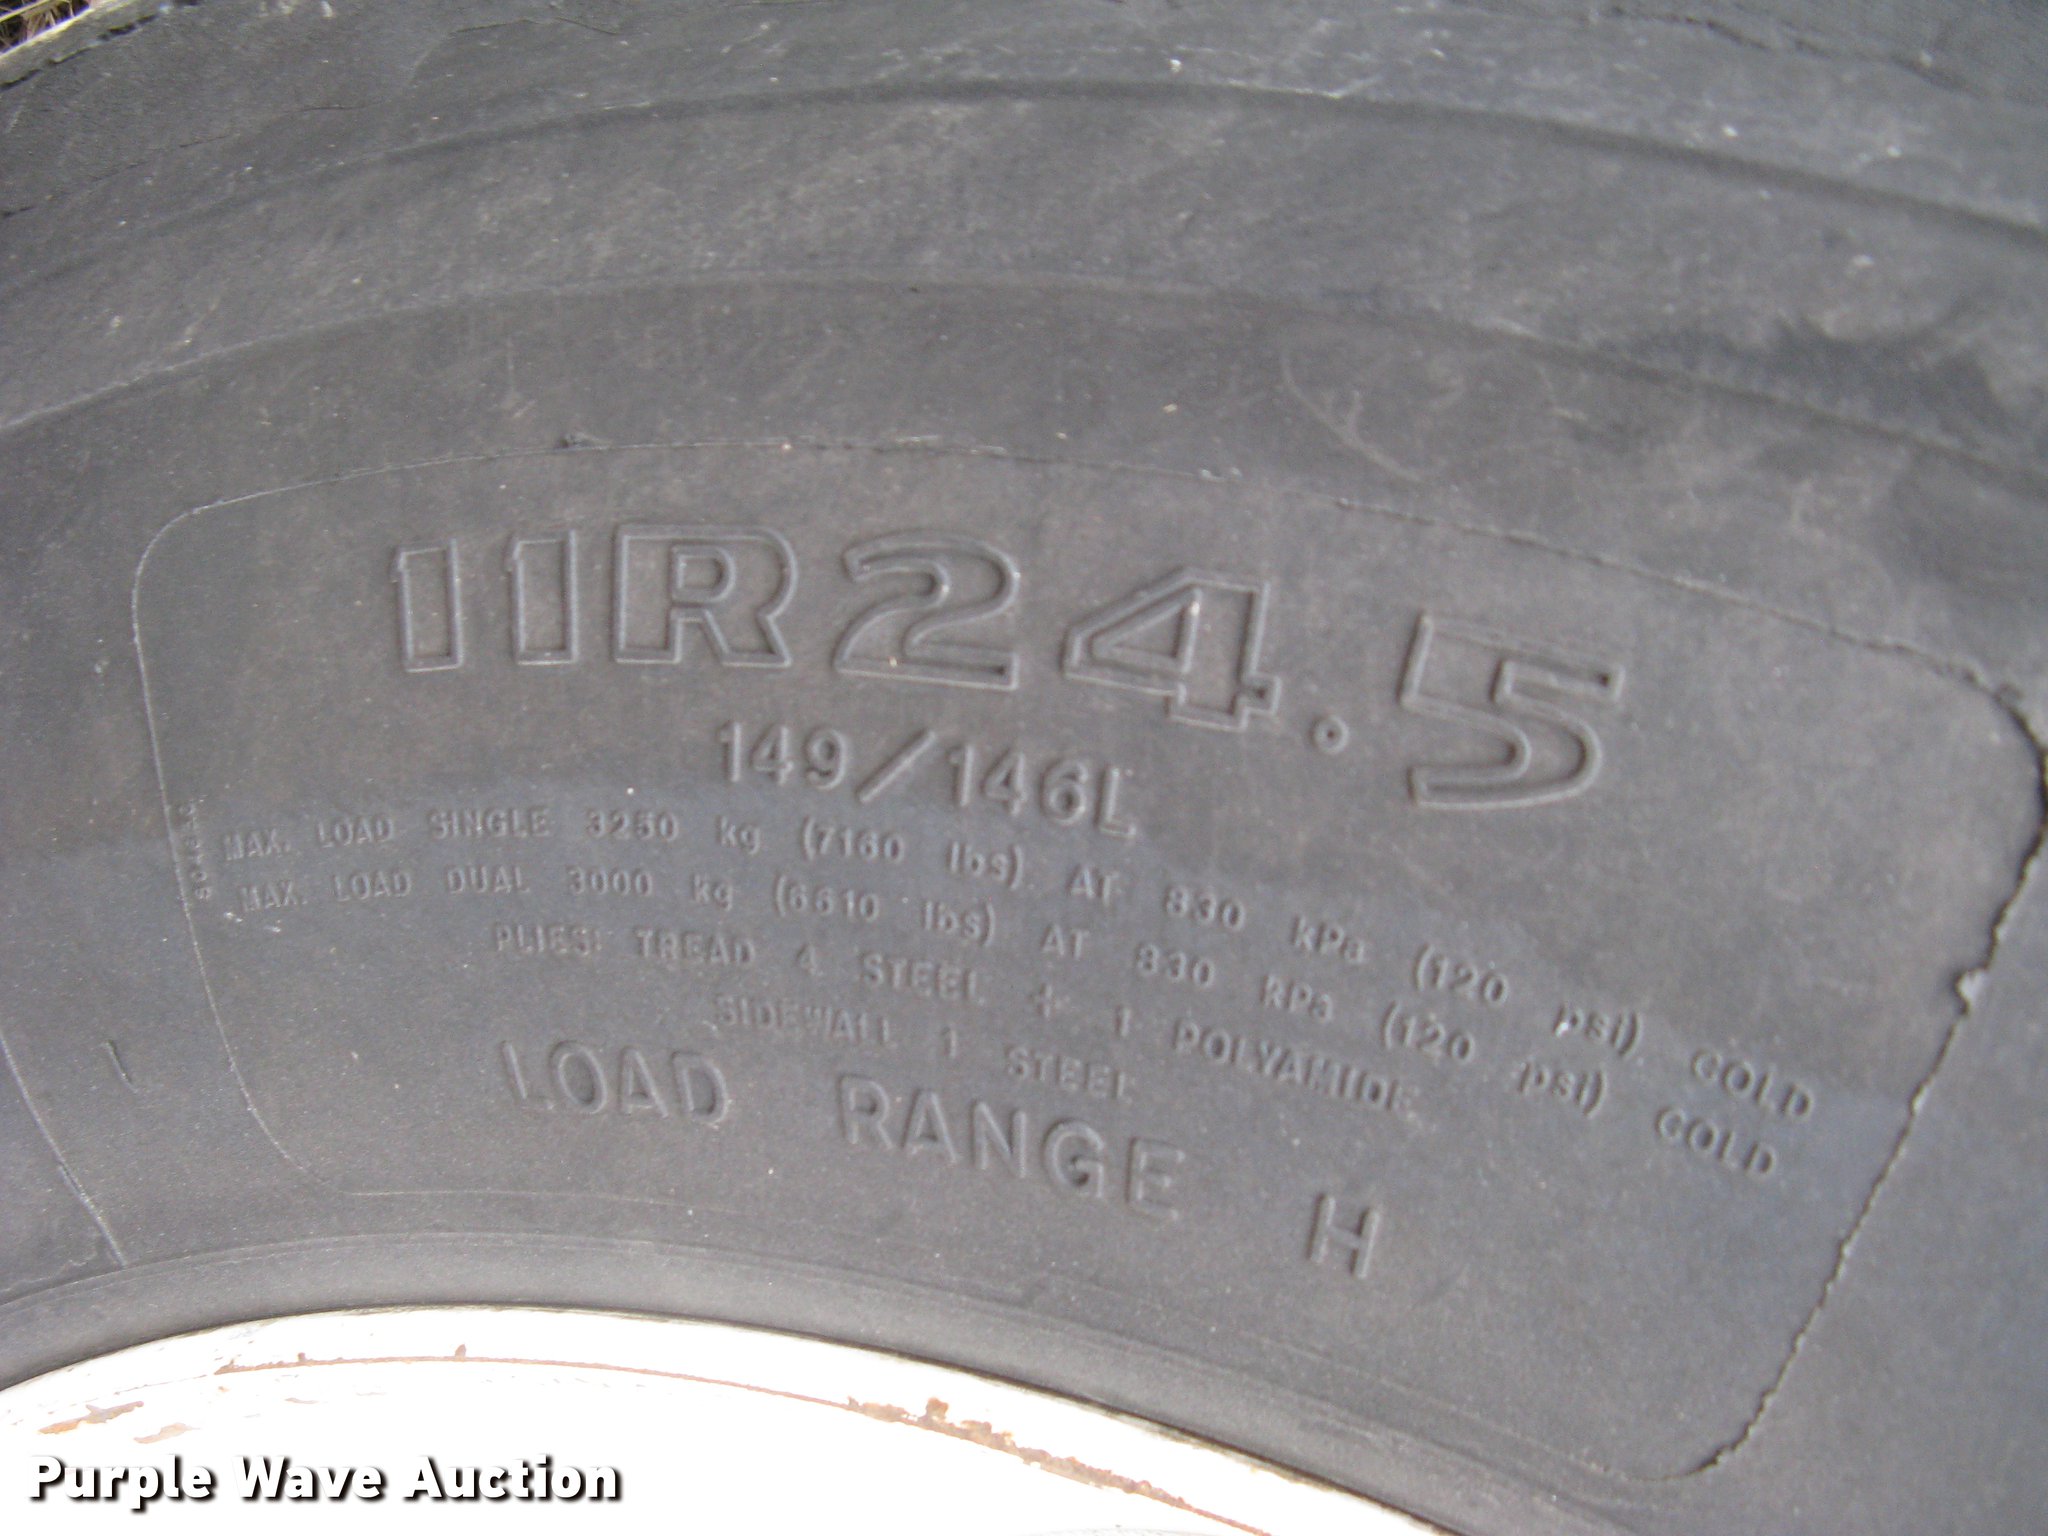 11R24.5
149/146L
MAX. LOAD SINGLE 3250 kg (7160 lbs) AT 830 kPa (120 psi) COLD
MAX. LOAD DUAL 3000 kg (6610 lbs) AT 830 kPa (120 psi) COLD
PLIES: TREAD 4 STEEL + 1 POLYAMIDE
SIDEWALL 1 STEEL
LOAD RANGE H
Purple Wave Auction